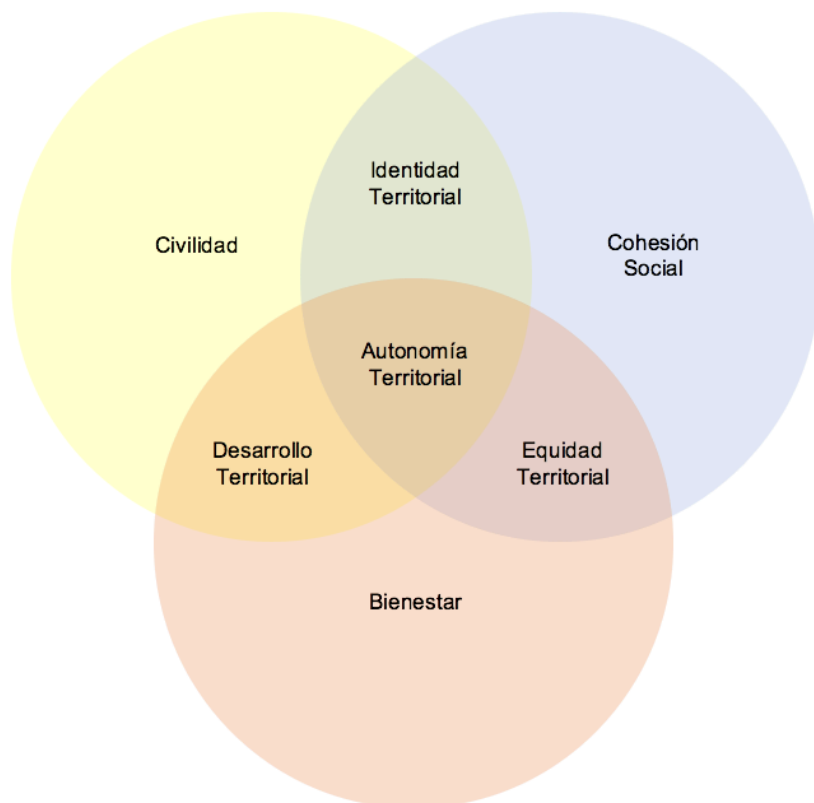 Identidad
Territorial
Civilidad
Cohesión
Social
Autonomía
Territorial
Desarrollo
Territorial
Equidad
Territorial
Bienestar